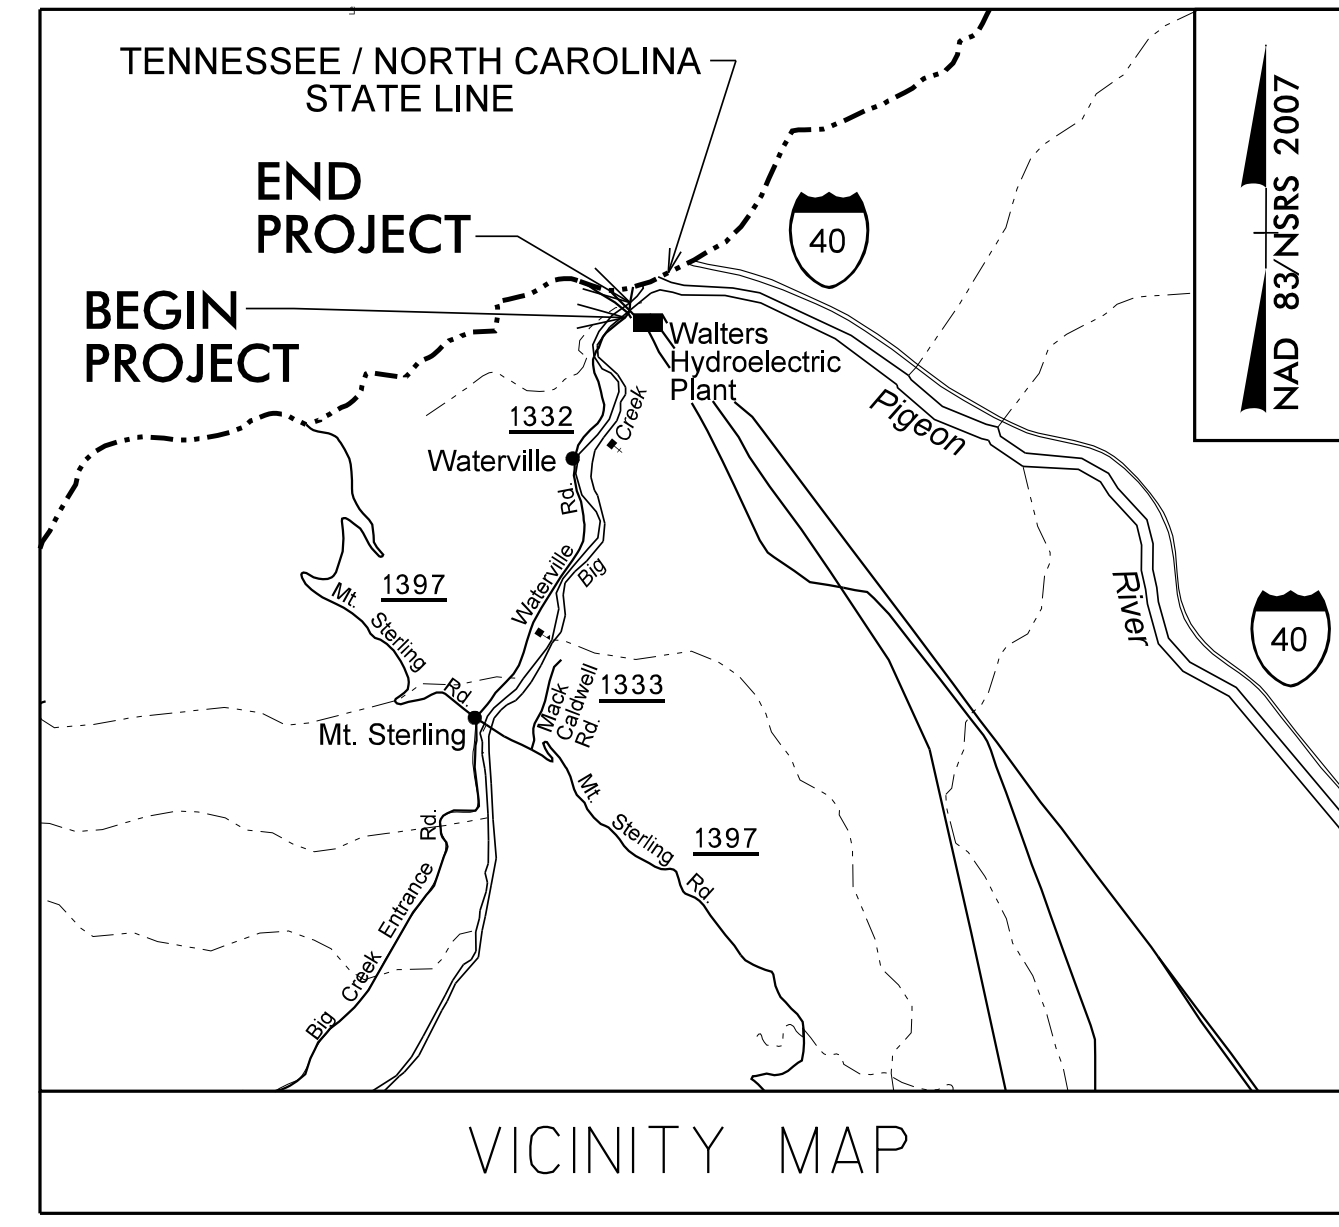 TENNESSEE / NORTH CAROLINA
STATE LINE
END
PROJECT
BEGIN
PROJECT
40
NAD 83/NSRS 2007
Walters
Hydroelectric
Plant
Pigeon
River
1332
Creek
Waterville
Rd.
Waterville
Big
1397
Mt. Sterling
Rd.
40
1333
Mack
Caldwell
Rd.
Mt. Sterling
Mt. Sterling
Rd.
1397
Rd.
Big Creek Entrance
VICINITY MAP